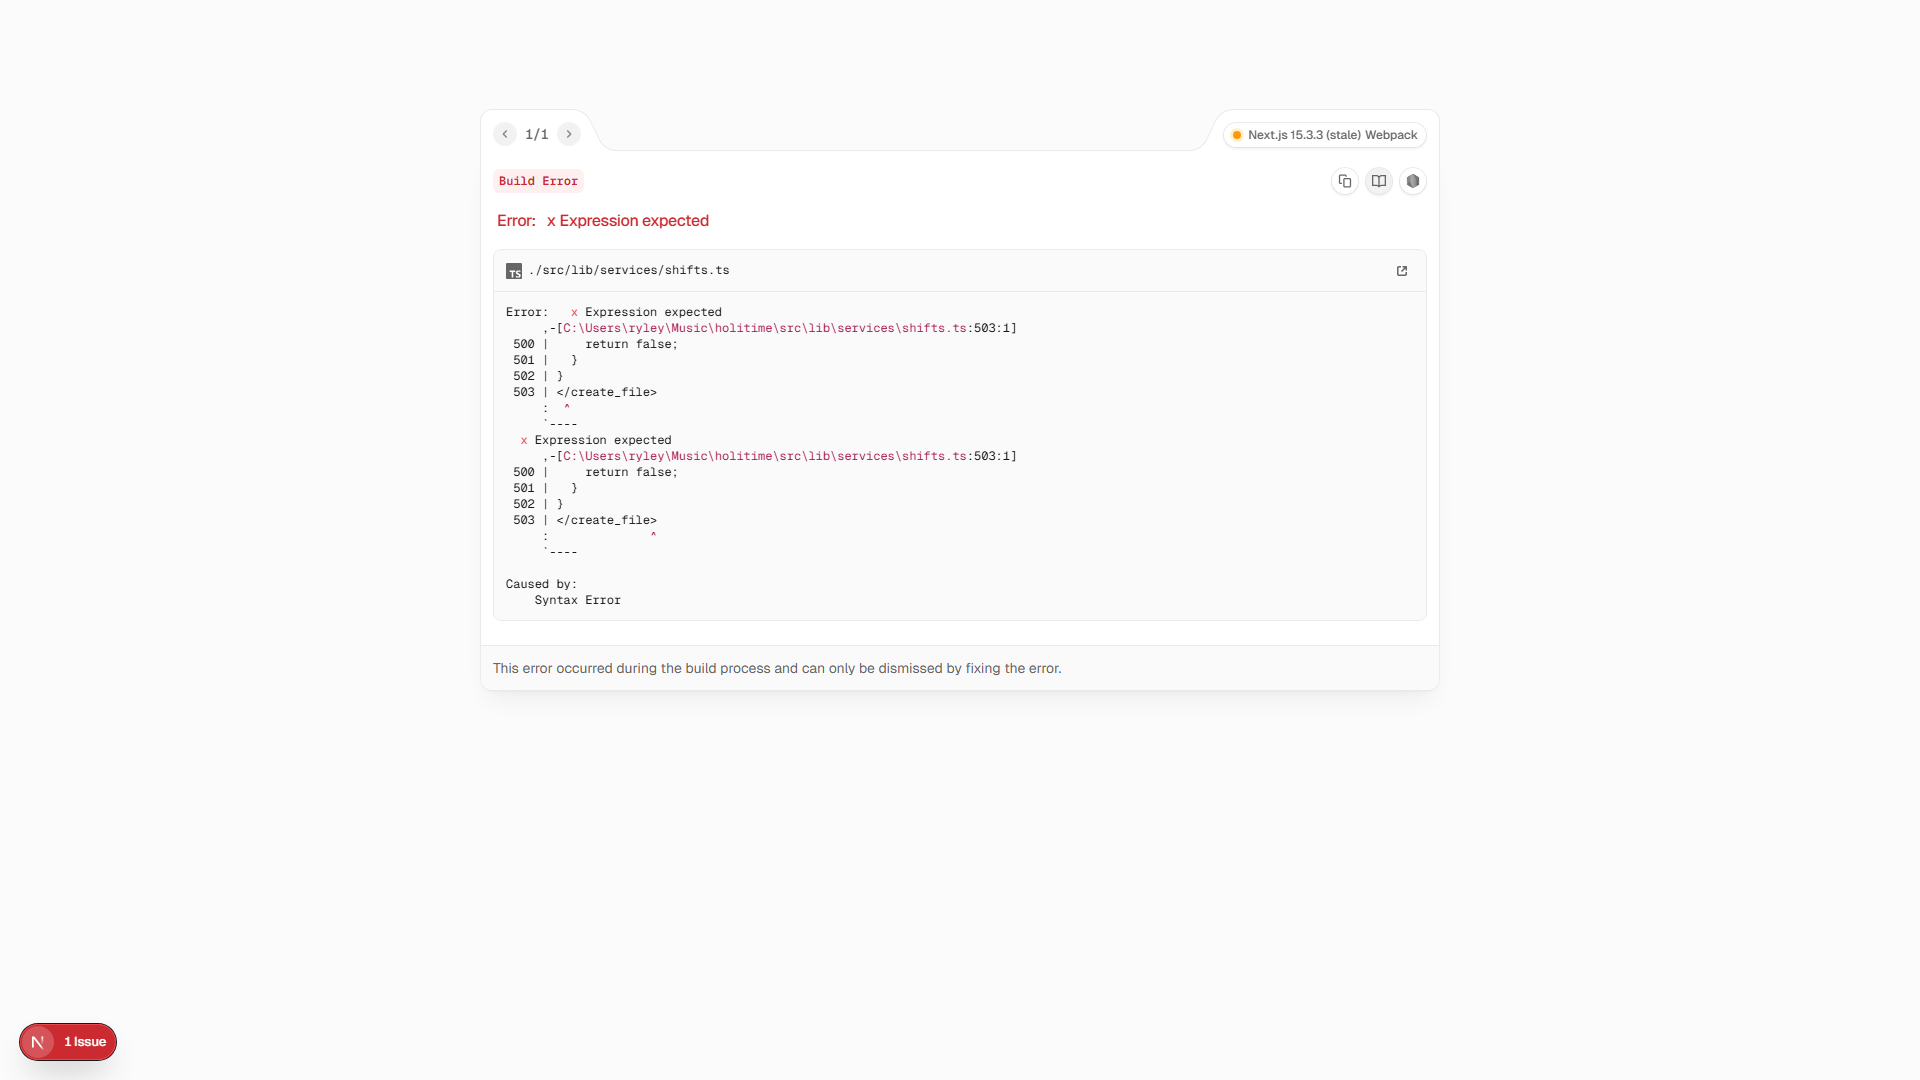 1/1
Next.js 15.3.3 (stale) Webpack
Build Error
Error: x Expression expected
TS ./src/lib/services/shifts.ts
Error:   x Expression expected
     ,-[C:\Users\ryley\Music\holitime\src\lib\services\shifts.ts:503:1]
 500 |     return false;
 501 |   }
 502 | }
 503 | </create_file>
     :  ^
     `----
  x Expression expected
     ,-[C:\Users\ryley\Music\holitime\src\lib\services\shifts.ts:503:1]
 500 |     return false;
 501 |   }
 502 | }
 503 | </create_file>
     :              ^
     `----
Caused by:
    Syntax Error
This error occurred during the build process and can only be dismissed by fixing the error.
N 1 Issue